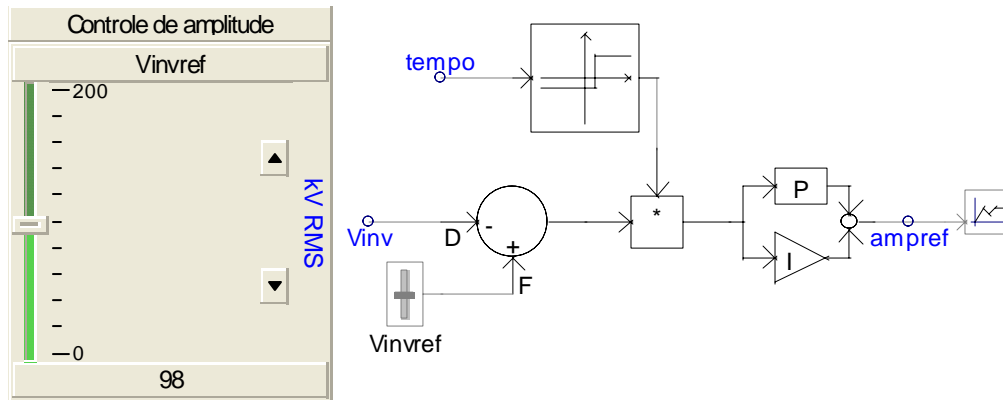 Controle de amplitude
Vinvref
200
0
kV RMS
98
tempo
Vinv
D
-
+
F
Vinvref
*
P
I
ampref